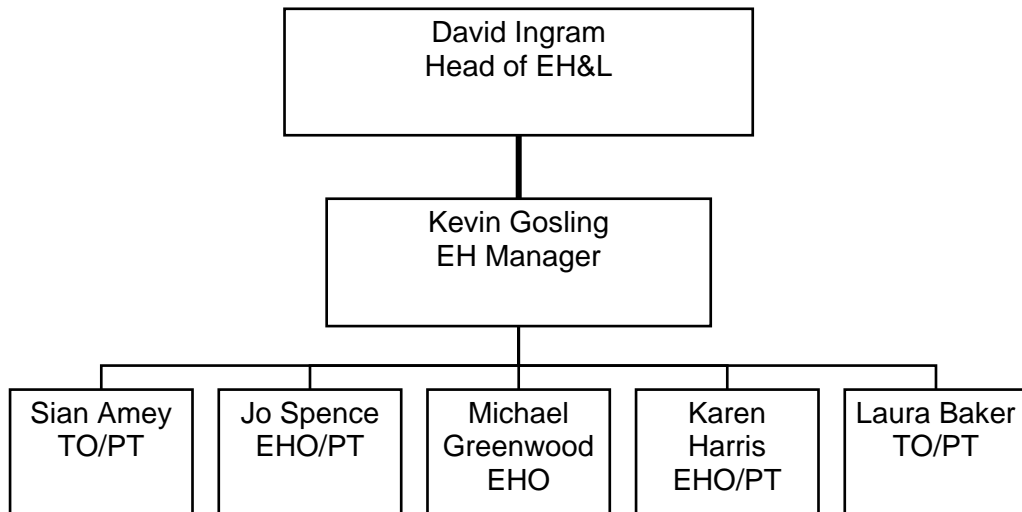 David Ingram
Head of EH&L
Kevin Gosling
EH Manager
Sian Amey
TO/PT
Jo Spence
EHO/PT
Michael
Greenwood
EHO
Karen
Harris
EHO/PT
Laura Baker
TO/PT